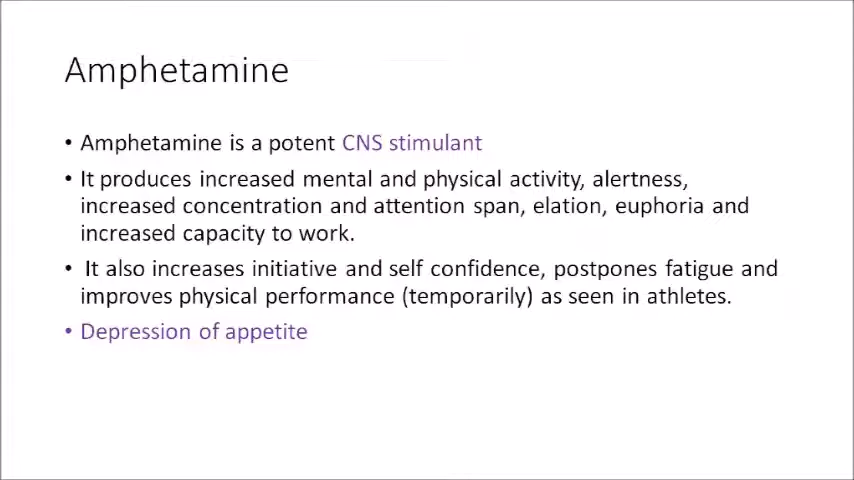 Amphetamine
• Amphetamine is a potent CNS stimulant
• It produces increased mental and physical activity, alertness,
increased concentration and attention span, elation, euphoria and
increased capacity to work.
• It also increases initiative and self confidence, postpones fatigue and
improves physical performance (temporarily) as seen in athletes.
• Depression of appetite